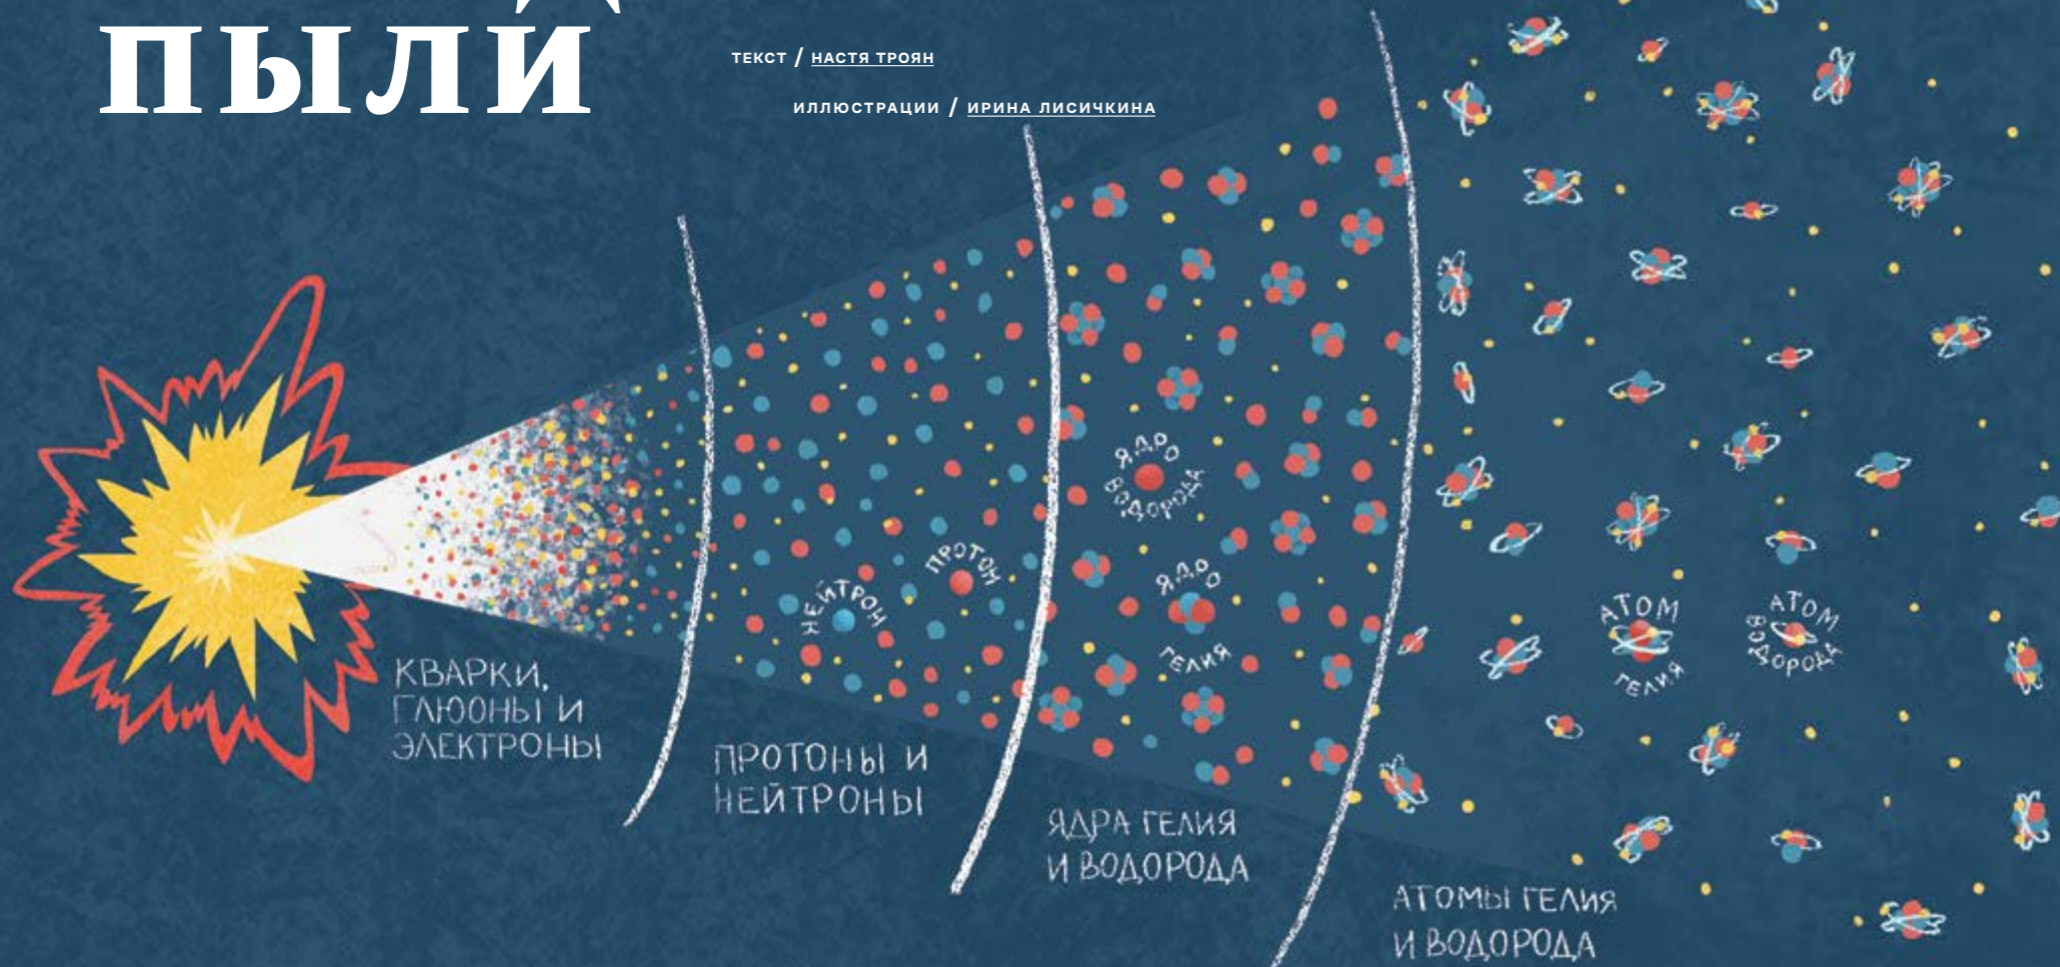 ПЫЛИ
ТЕКСТ / НАСТЯ ТРОЯН
ИЛЛЮСТРАЦИИ / ИРИНА ЛИСИЧКИНА
КВАРКИ,
ГЛЮОНЫ И
ЭЛЕКТРОНЫ
НЕЙТРОН
ПРОТОН
ПРОТОНЫ И
НЕЙТРОНЫ
ЯДРО
ВОДОРОДА
ЯДРО
ГЕЛИЯ
ЯДРА ГЕЛИЯ
И ВОДОРОДА
АТОМ
ГЕЛИЯ
АТОМ
ВОДОРОДА
АТОМЫ ГЕЛИЯ
И ВОДОРОДА